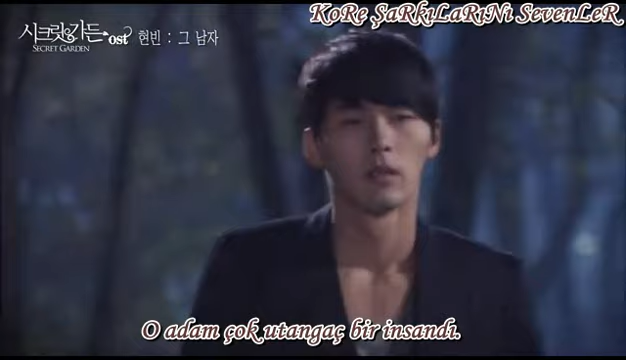 KoRe ŞaRkıLaRıNi SevenLeR
시크릿가든 ost 현빈 : 그 남자
SECRET GARDEN
O adam çok utangaç bir insandı.